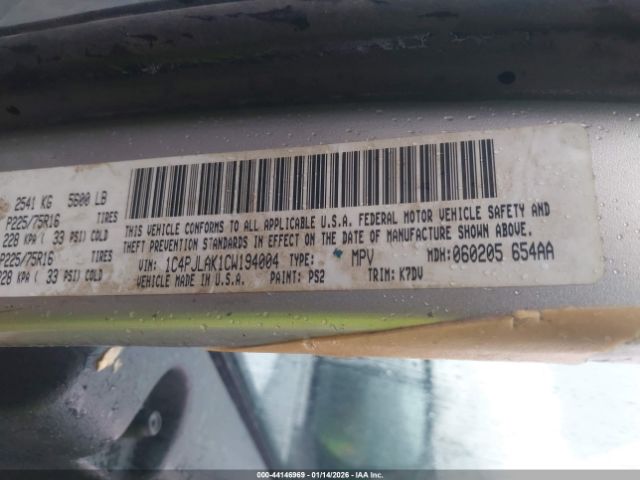 2541 KG 5600 LB
P225/75R16 TIRES
228 KPA( 33 PSI) COLD
P225/75R16 TIRES
228 KPA( 33 PSI) COLD
THIS VEHICLE CONFORMS TO ALL APPLICABLE U.S.A. FEDERAL MOTOR VEHICLE SAFETY AND
THEFT PREVENTION STANDARDS IN EFFECT ON THE DATE OF MANUFACTURE SHOWN ABOVE.
VIN: 1C4PJLAK1CW194004 TYPE: MPV MDH:060205 654AA
VEHICLE MADE IN U.S.A. PAINT: PS2 TRIM: K7DV
000-44146969 01/14/2026 IAA, Inc.